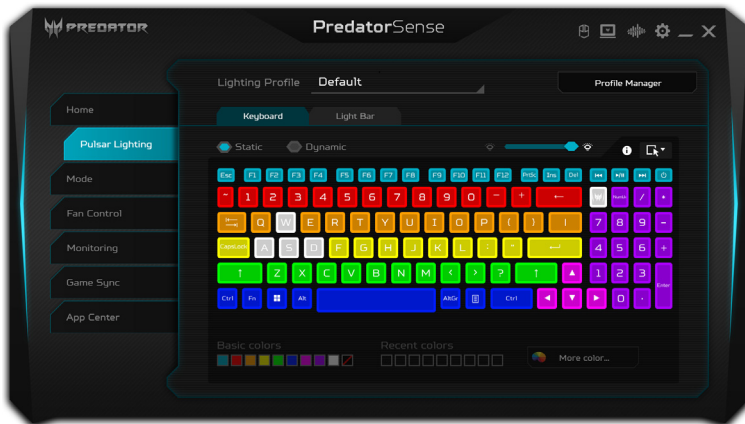 PREDATOR
PredatorSense
Lighting Profile Default Profile Manager
Home
Pulsar Lighting
Mode
Fan Control
Monitoring
Game Sync
App Center
Keyboard Light Bar
Static Dynamic
Esc F1 F2 F3 F4 F5 F6 F7 F8 F9 F10 F11 F12 PrtSc Ins Del
~ 1 2 3 4 5 6 7 8 9 0 - + ← NumLk / *
Q W E R T Y U I O P ( ) | 7 8 9 -
CapsLock A S D F G H J K L : " 4 5 6 +
↑ Z X C V B N M < > ? ↑ ▲ 1 2 3 Enter
Ctrl Fn Alt AltGr Ctrl ◄ ▼ ► 0 .
Basic colors Recent colors More color...